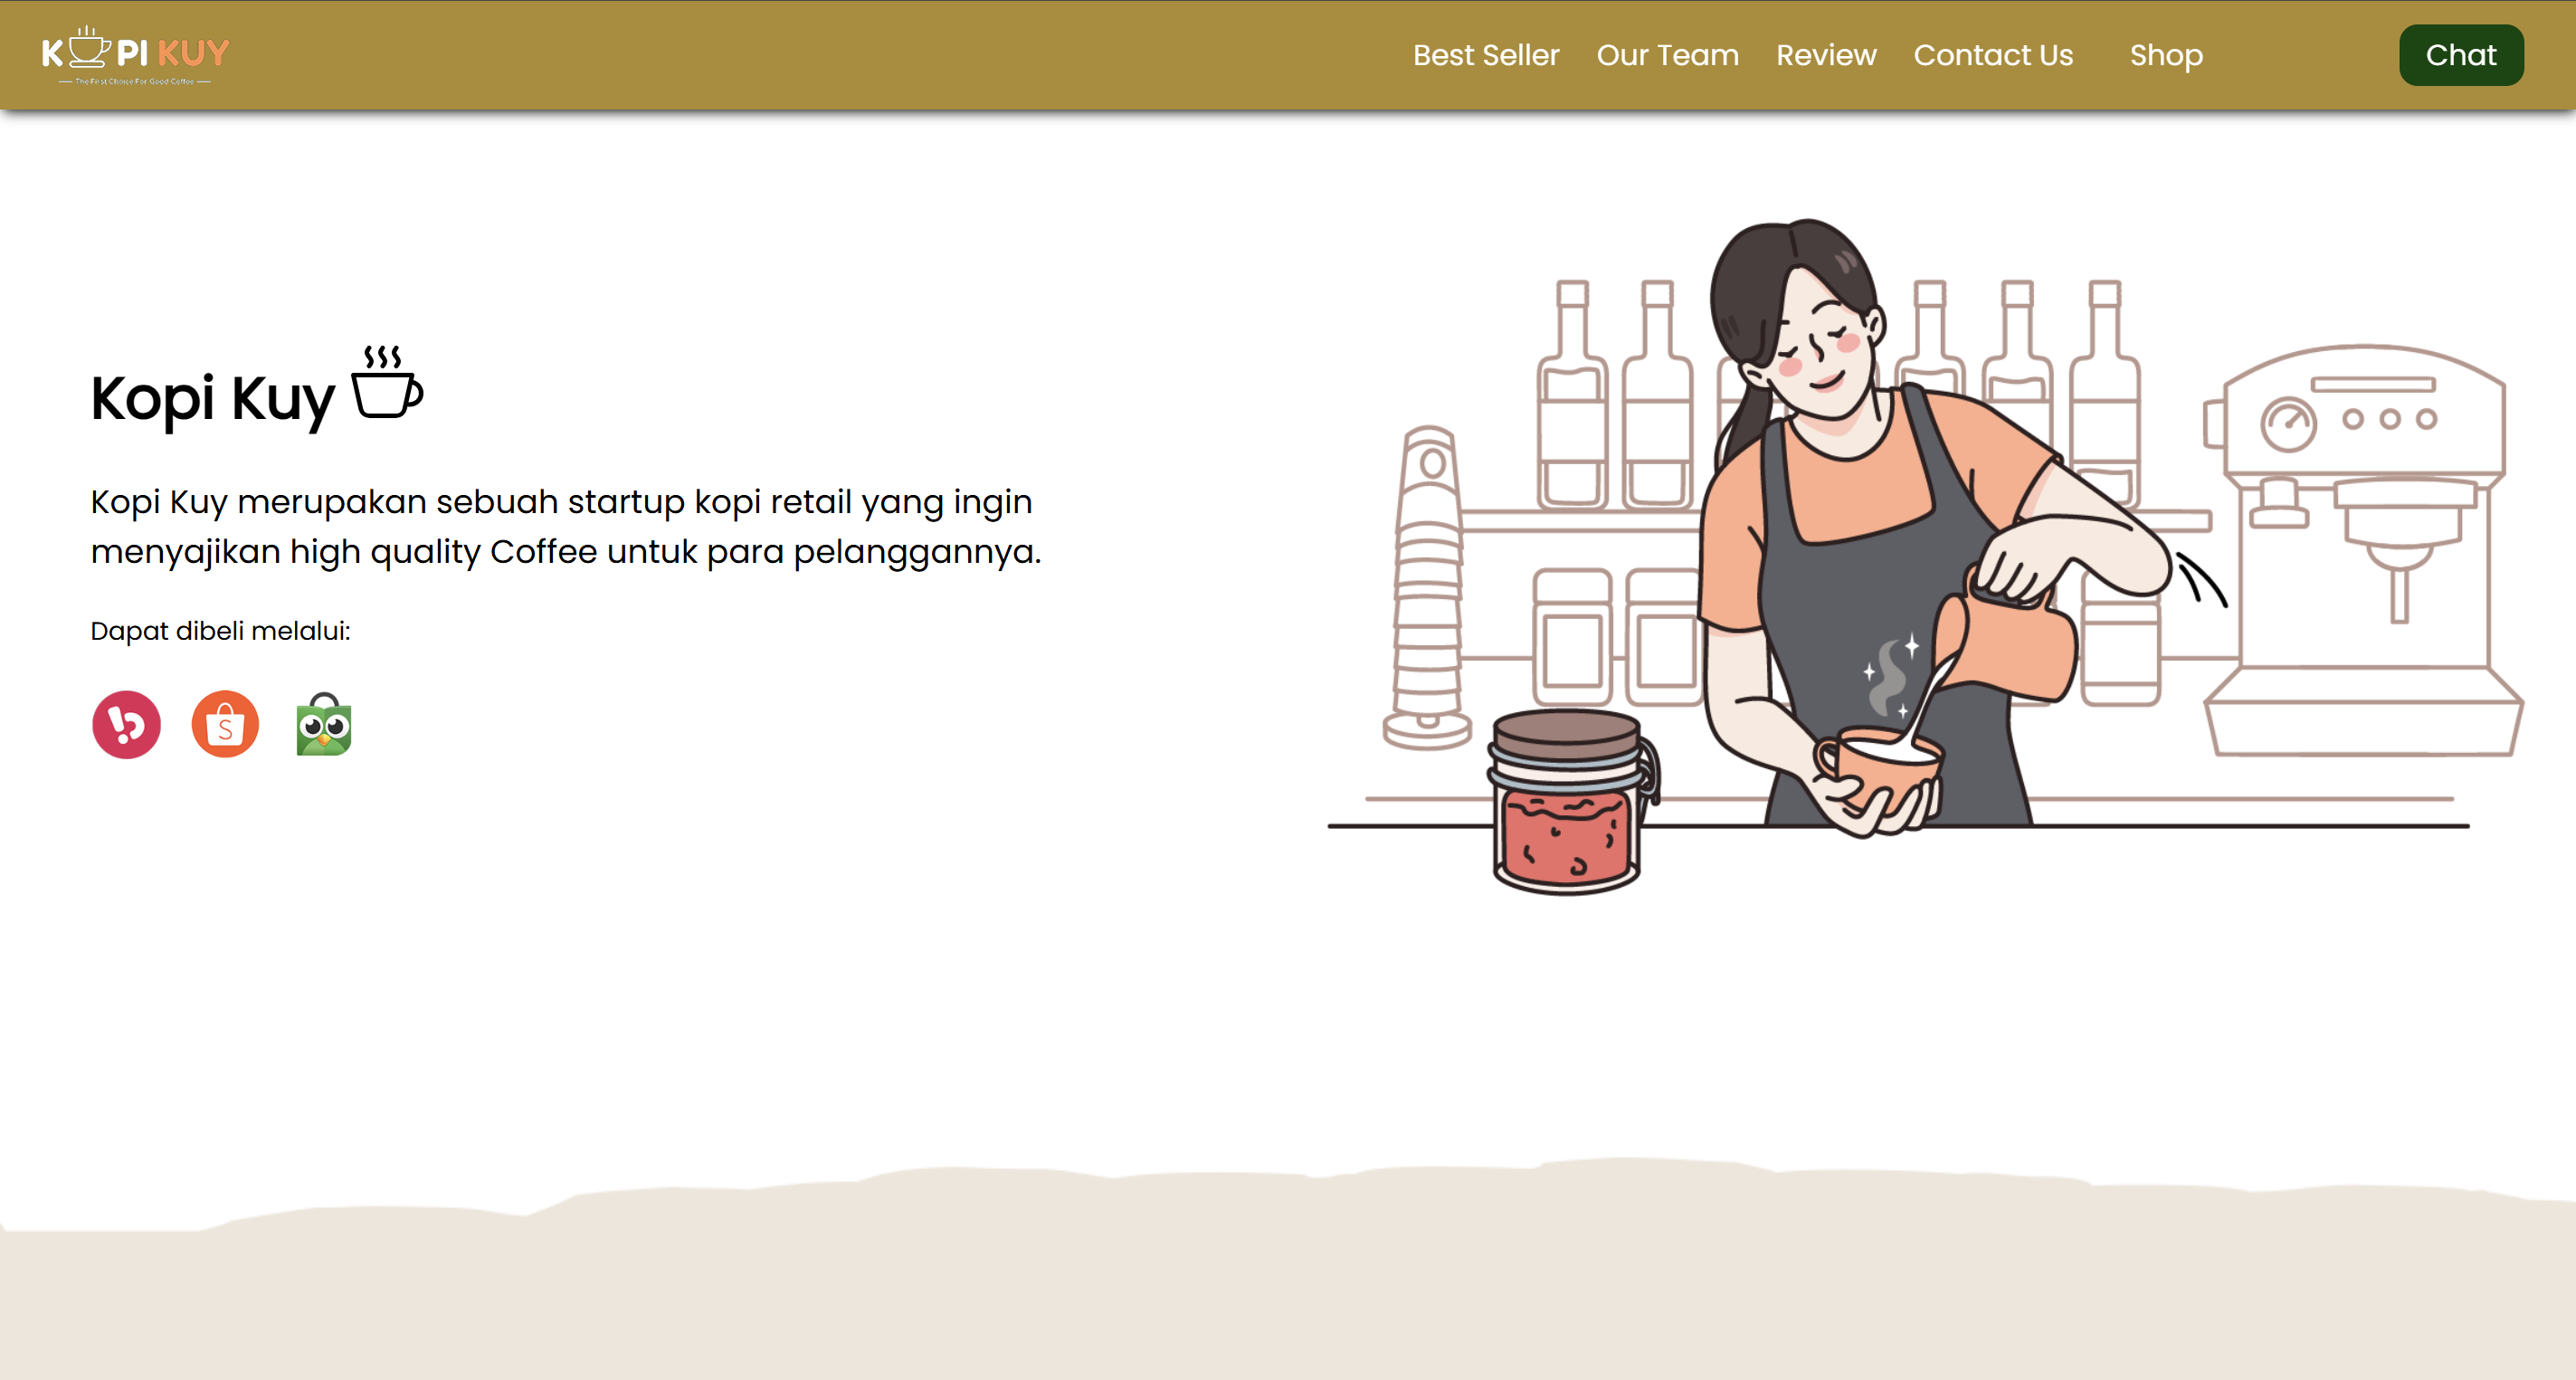 KOPI KUY
The First Choice For Good Coffee
Best Seller
Our Team
Review
Contact Us
Shop
Chat
Kopi Kuy
Kopi Kuy merupakan sebuah startup kopi retail yang ingin
menyajikan high quality Coffee untuk para pelanggannya.
Dapat dibeli melalui:
S